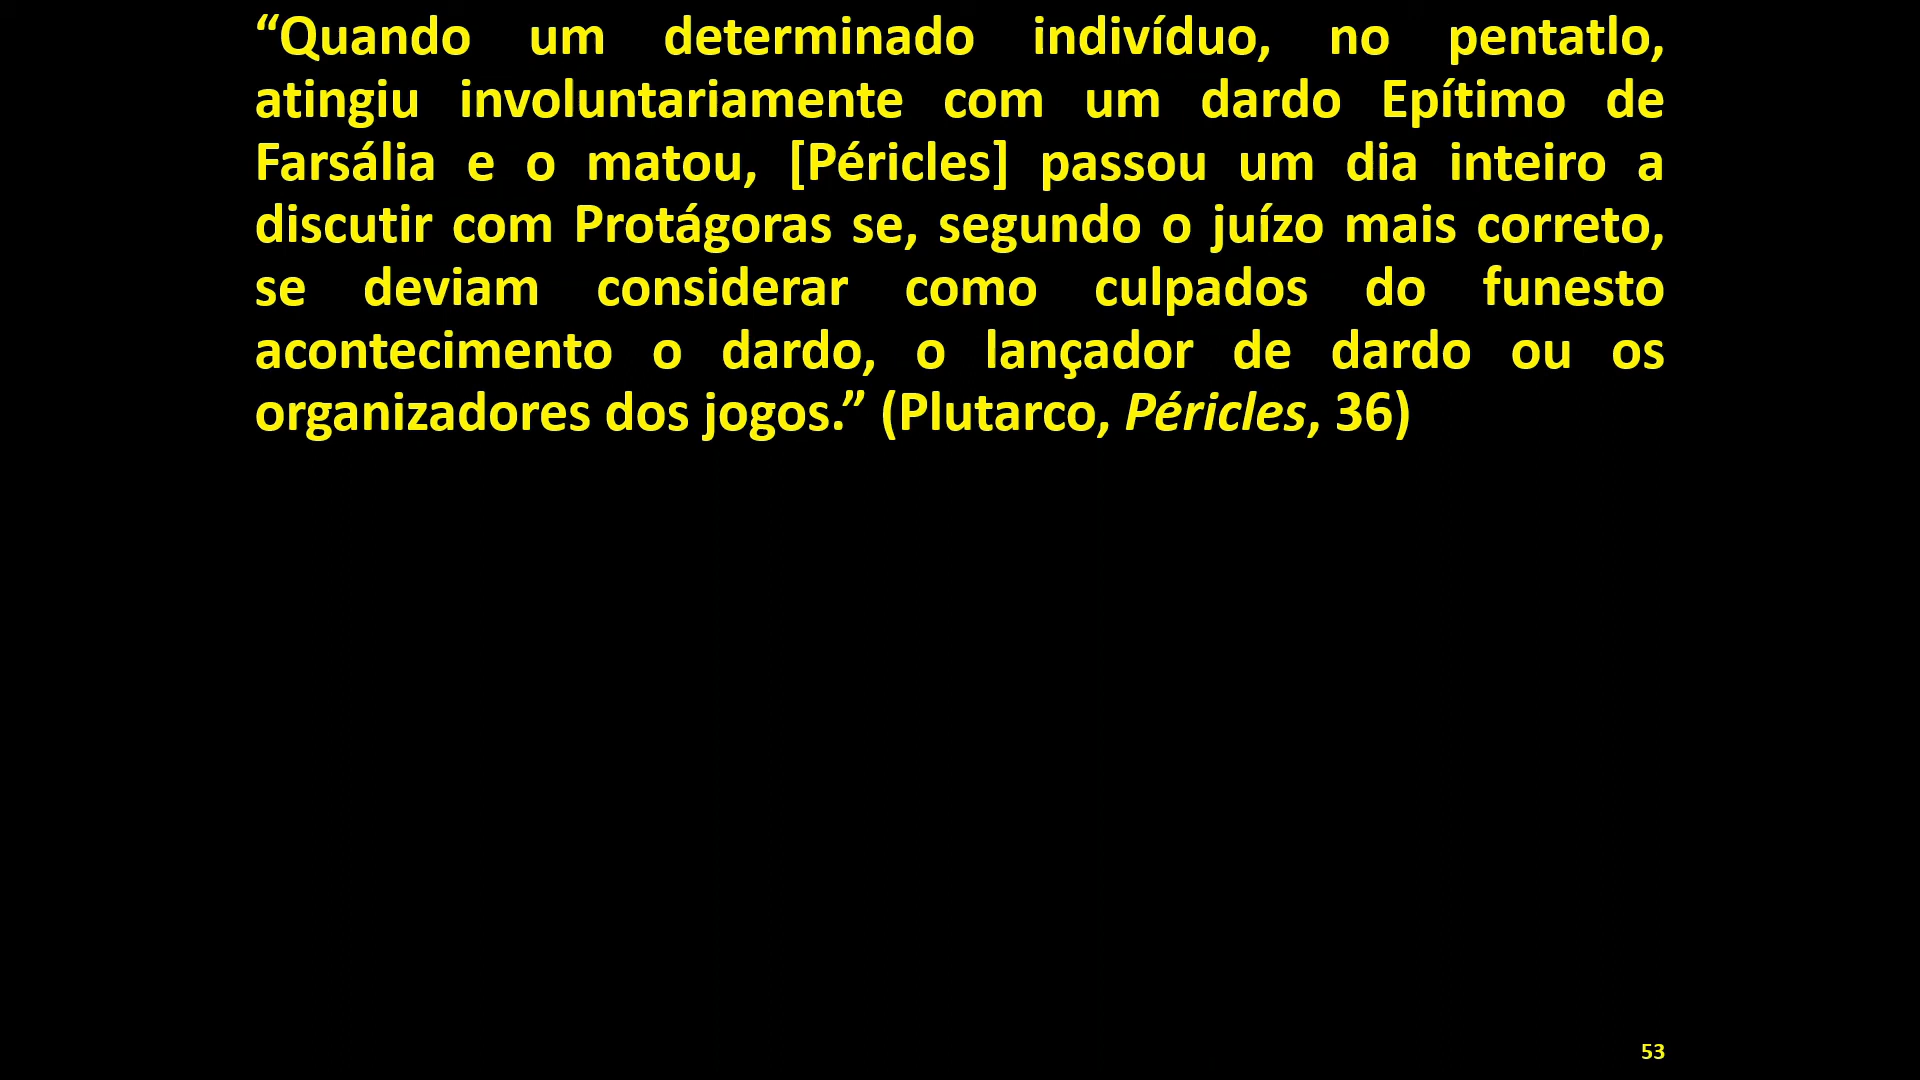 “Quando um determinado indivíduo, no pentatlo,
atingiu involuntariamente com um dardo Epítimo de
Farsália e o matou, [Péricles] passou um dia inteiro a
discutir com Protágoras se, segundo o juízo mais correto,
se deviam considerar como culpados do funesto
acontecimento o dardo, o lançador de dardo ou os
organizadores dos jogos.” (Plutarco, Péricles, 36)
53